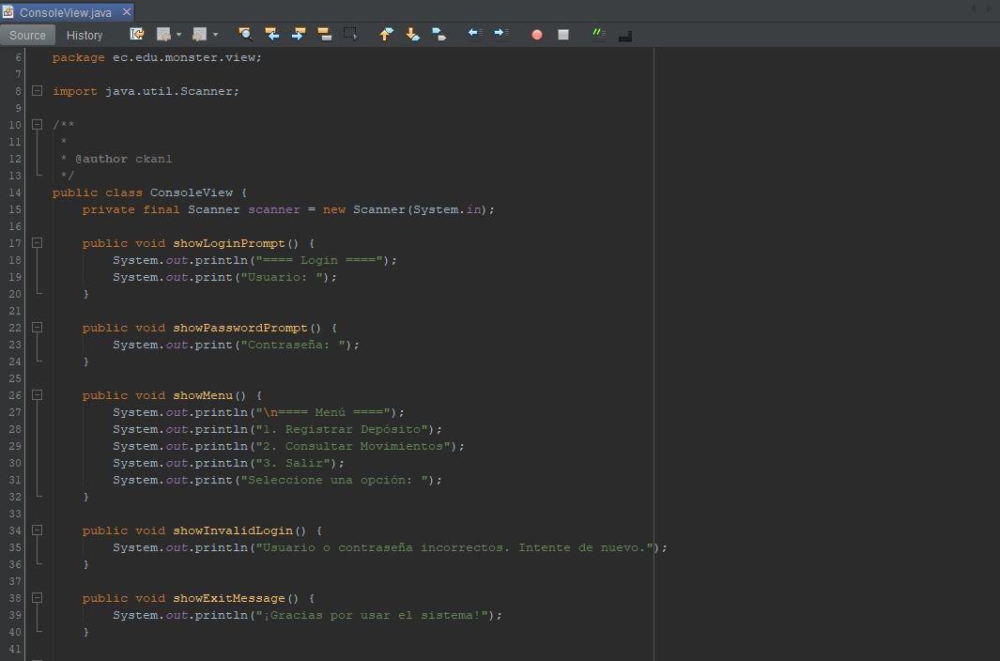 ConsoleView.java
Source History
6 package ec.edu.monster.view;
7
8 import java.util.Scanner;
9
10 /**
11 *
12 * @author ckanl
13 */
14 public class ConsoleView {
15 private final Scanner scanner = new Scanner(System.in);
16
17 public void showLoginPrompt() {
18 System.out.println("==== Login ====");
19 System.out.print("Usuario: ");
20 }
21
22 public void showPasswordPrompt() {
23 System.out.print("Contraseña: ");
24 }
25
26 public void showMenu() {
27 System.out.println("\n==== Menú ====");
28 System.out.println("1. Registrar Depósito");
29 System.out.println("2. Consultar Movimientos");
30 System.out.println("3. Salir");
31 System.out.print("Seleccione una opción: ");
32 }
33
34 public void showInvalidLogin() {
35 System.out.println("Usuario o contraseña incorrectos. Intente de nuevo.");
36 }
37
38 public void showExitMessage() {
39 System.out.println("¡Gracias por usar el sistema!");
40 }
41